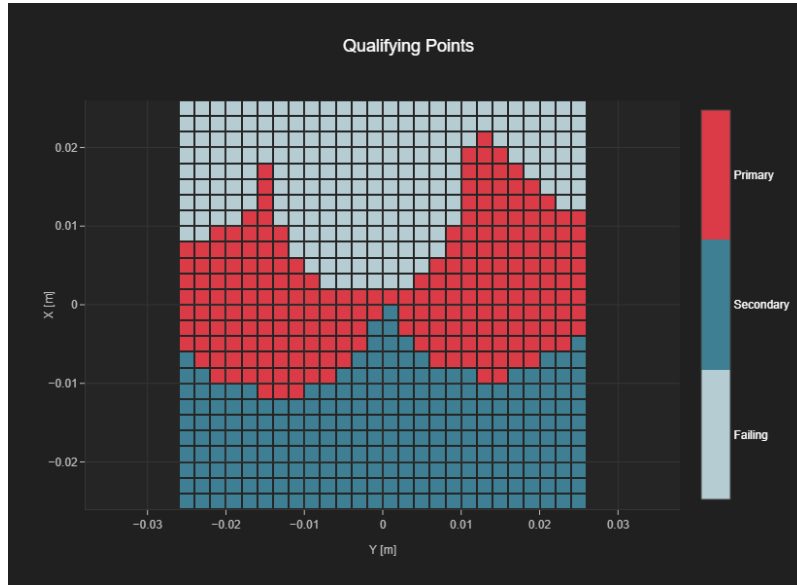 Qualifying Points
X [m]
0.02
0.01
0
−0.01
−0.02
−0.03
−0.02
−0.01
0
0.01
0.02
0.03
Y [m]
Primary
Secondary
Failing